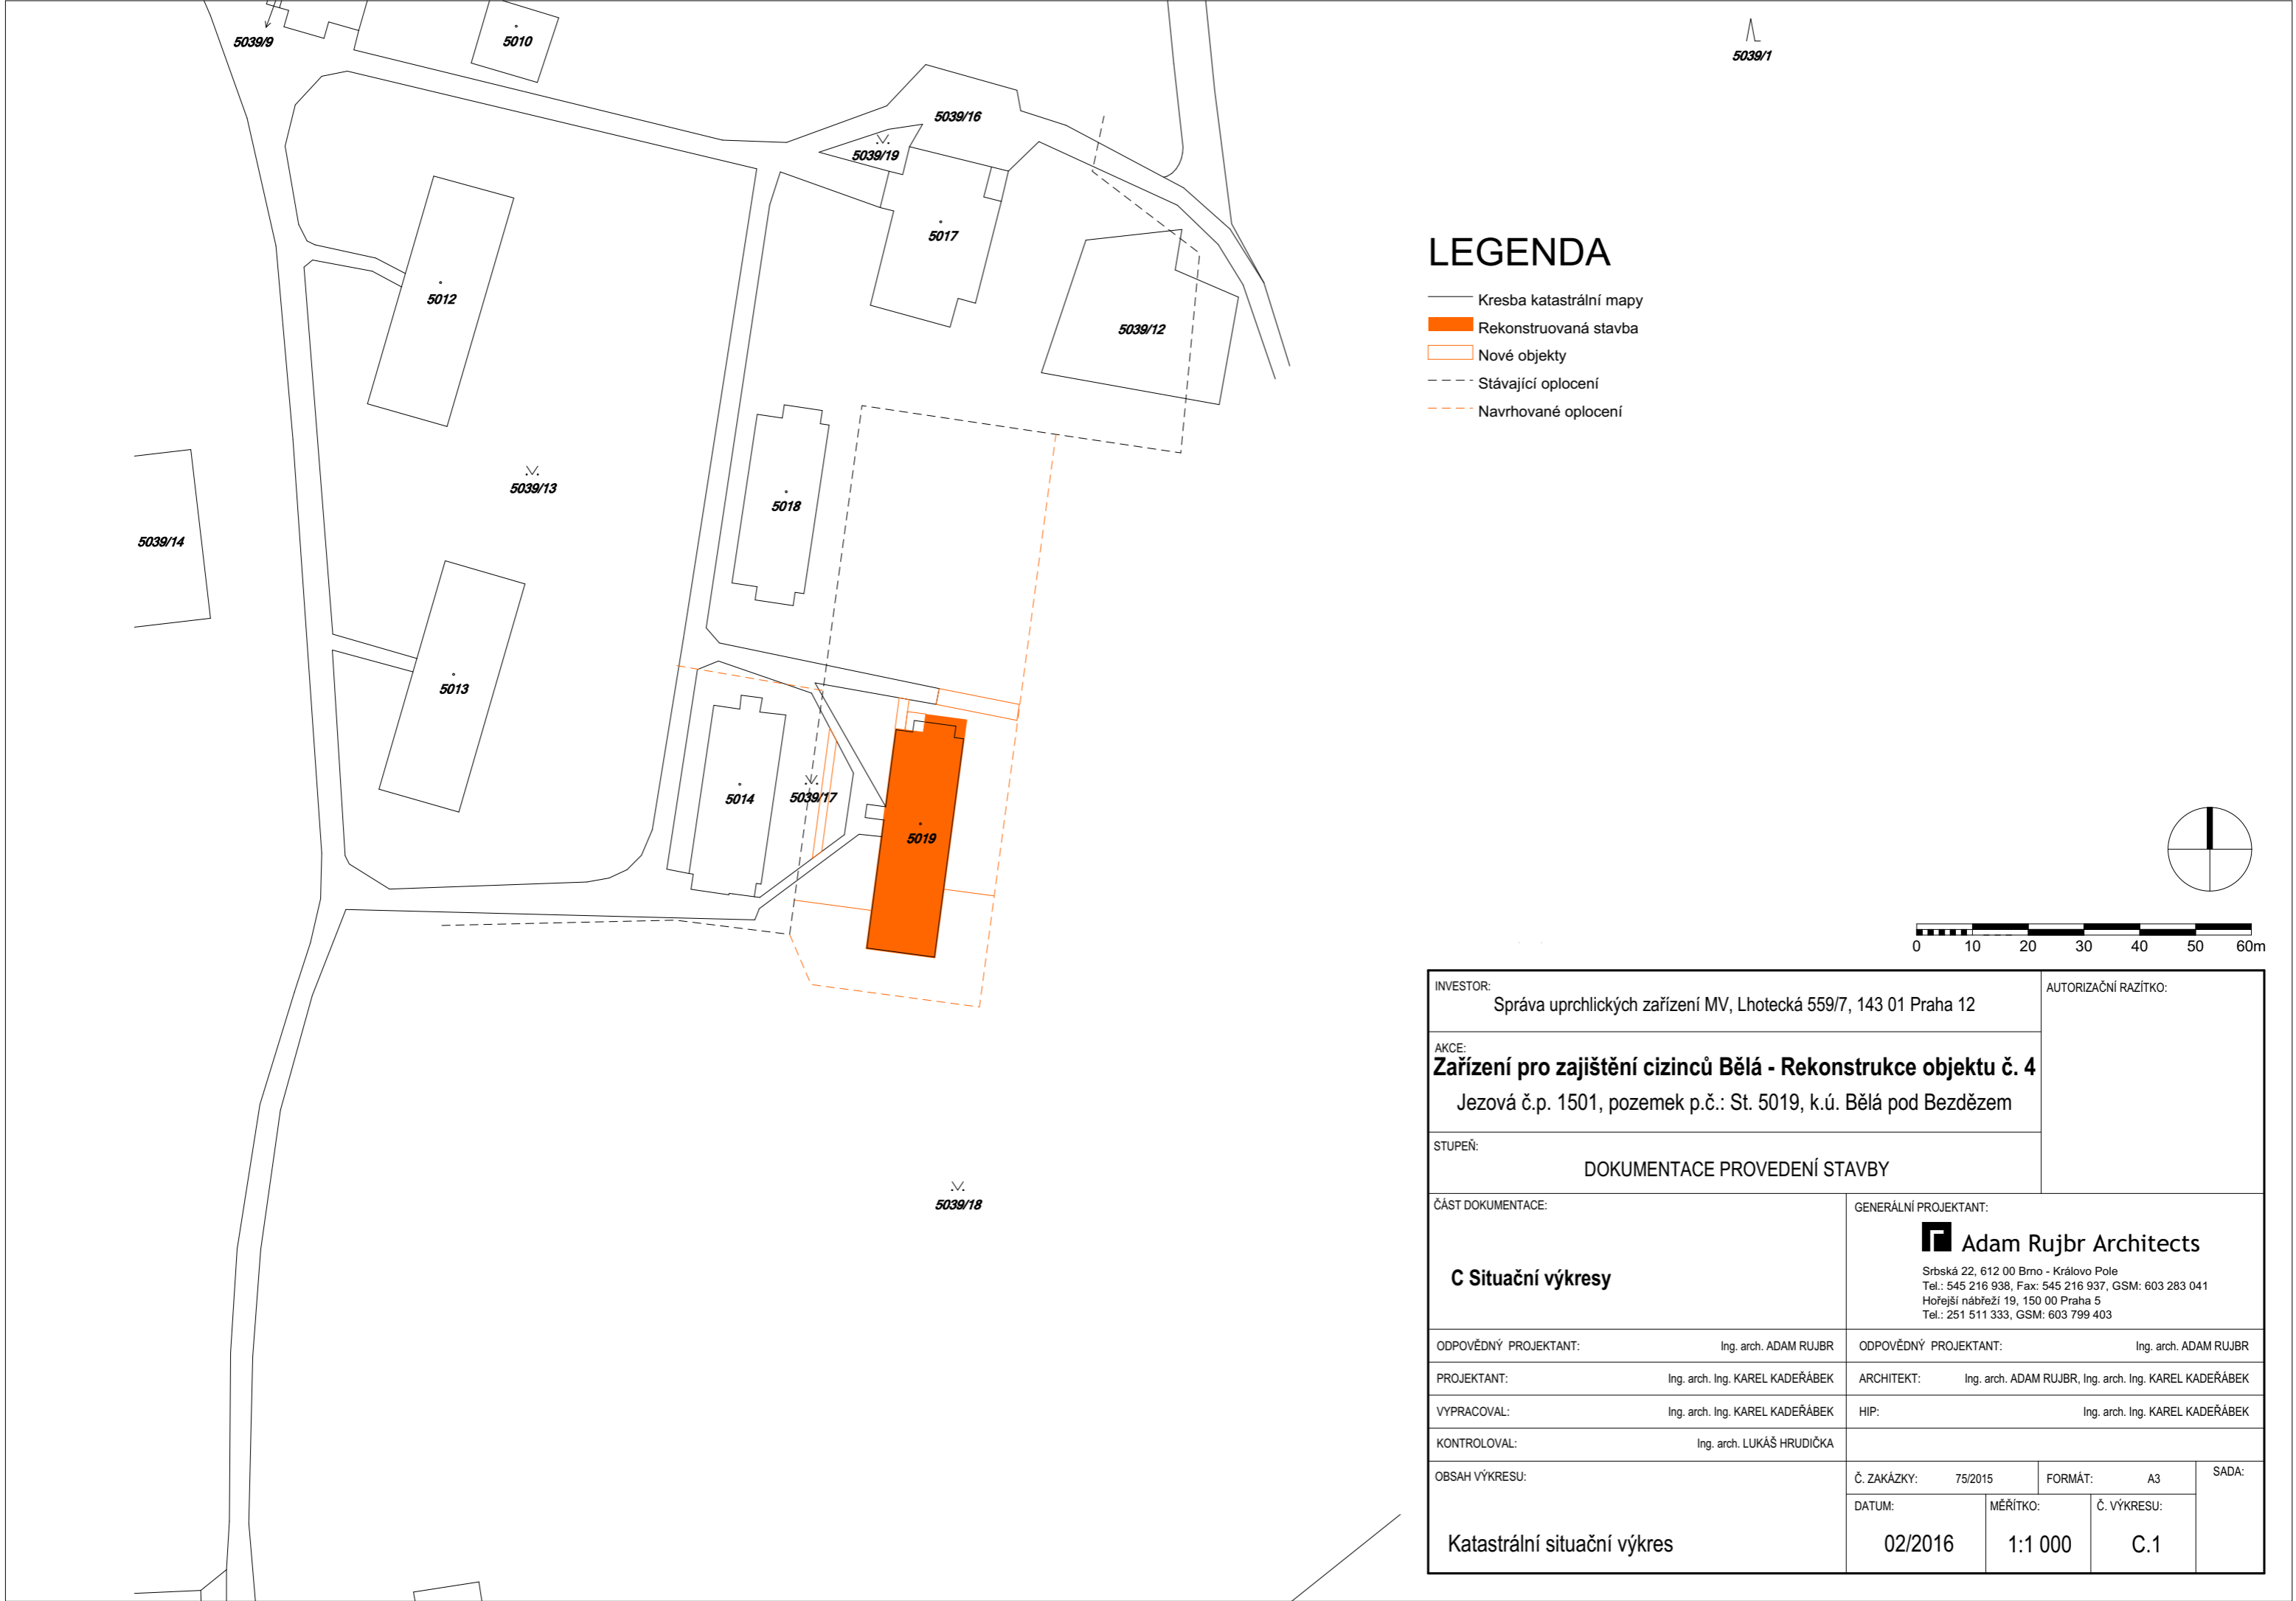 5039/9
5010
5039/1
5039/16
5039/19
5017
5012
5039/12
5039/13
5018
5039/14
5013
5014
5039/17
5019
5039/18
LEGENDA
Kresba katastrální mapy
Rekonstruovaná stavba
Nové objekty
Stávající oplocení
Navrhované oplocení
0 10 20 30 40 50 60m
INVESTOR:
Správa uprchlických zařízení MV, Lhotecká 559/7, 143 01 Praha 12
AUTORIZAČNÍ RAZÍTKO:
AKCE:
Zařízení pro zajištění cizinců Bělá - Rekonstrukce objektu č. 4
Jezová č.p. 1501, pozemek p.č.: St. 5019, k.ú. Bělá pod Bezdězem
STUPEŇ:
DOKUMENTACE PROVEDENÍ STAVBY
ČÁST DOKUMENTACE:
C Situační výkresy
GENERÁLNÍ PROJEKTANT:
Adam Rujbr Architects
Srbská 22, 612 00 Brno - Královo Pole
Tel.: 545 216 938, Fax: 545 216 937, GSM: 603 283 041
Hořejší nábřeží 19, 150 00 Praha 5
Tel.: 251 511 333, GSM: 603 799 403
ODPOVĚDNÝ PROJEKTANT: Ing. arch. ADAM RUJBR
ODPOVĚDNÝ PROJEKTANT: Ing. arch. ADAM RUJBR
PROJEKTANT: Ing. arch. Ing. KAREL KADEŘÁBEK
ARCHITEKT: Ing. arch. ADAM RUJBR, Ing. arch. Ing. KAREL KADEŘÁBEK
VYPRACOVAL: Ing. arch. Ing. KAREL KADEŘÁBEK
HIP: Ing. arch. Ing. KAREL KADEŘÁBEK
KONTROLOVAL: Ing. arch. LUKÁŠ HRUDIČKA
OBSAH VÝKRESU:
Katastrální situační výkres
Č. ZAKÁZKY: 75/2015
FORMÁT: A3
SADA:
DATUM:
02/2016
MĚŘÍTKO:
1:1 000
Č. VÝKRESU:
C.1